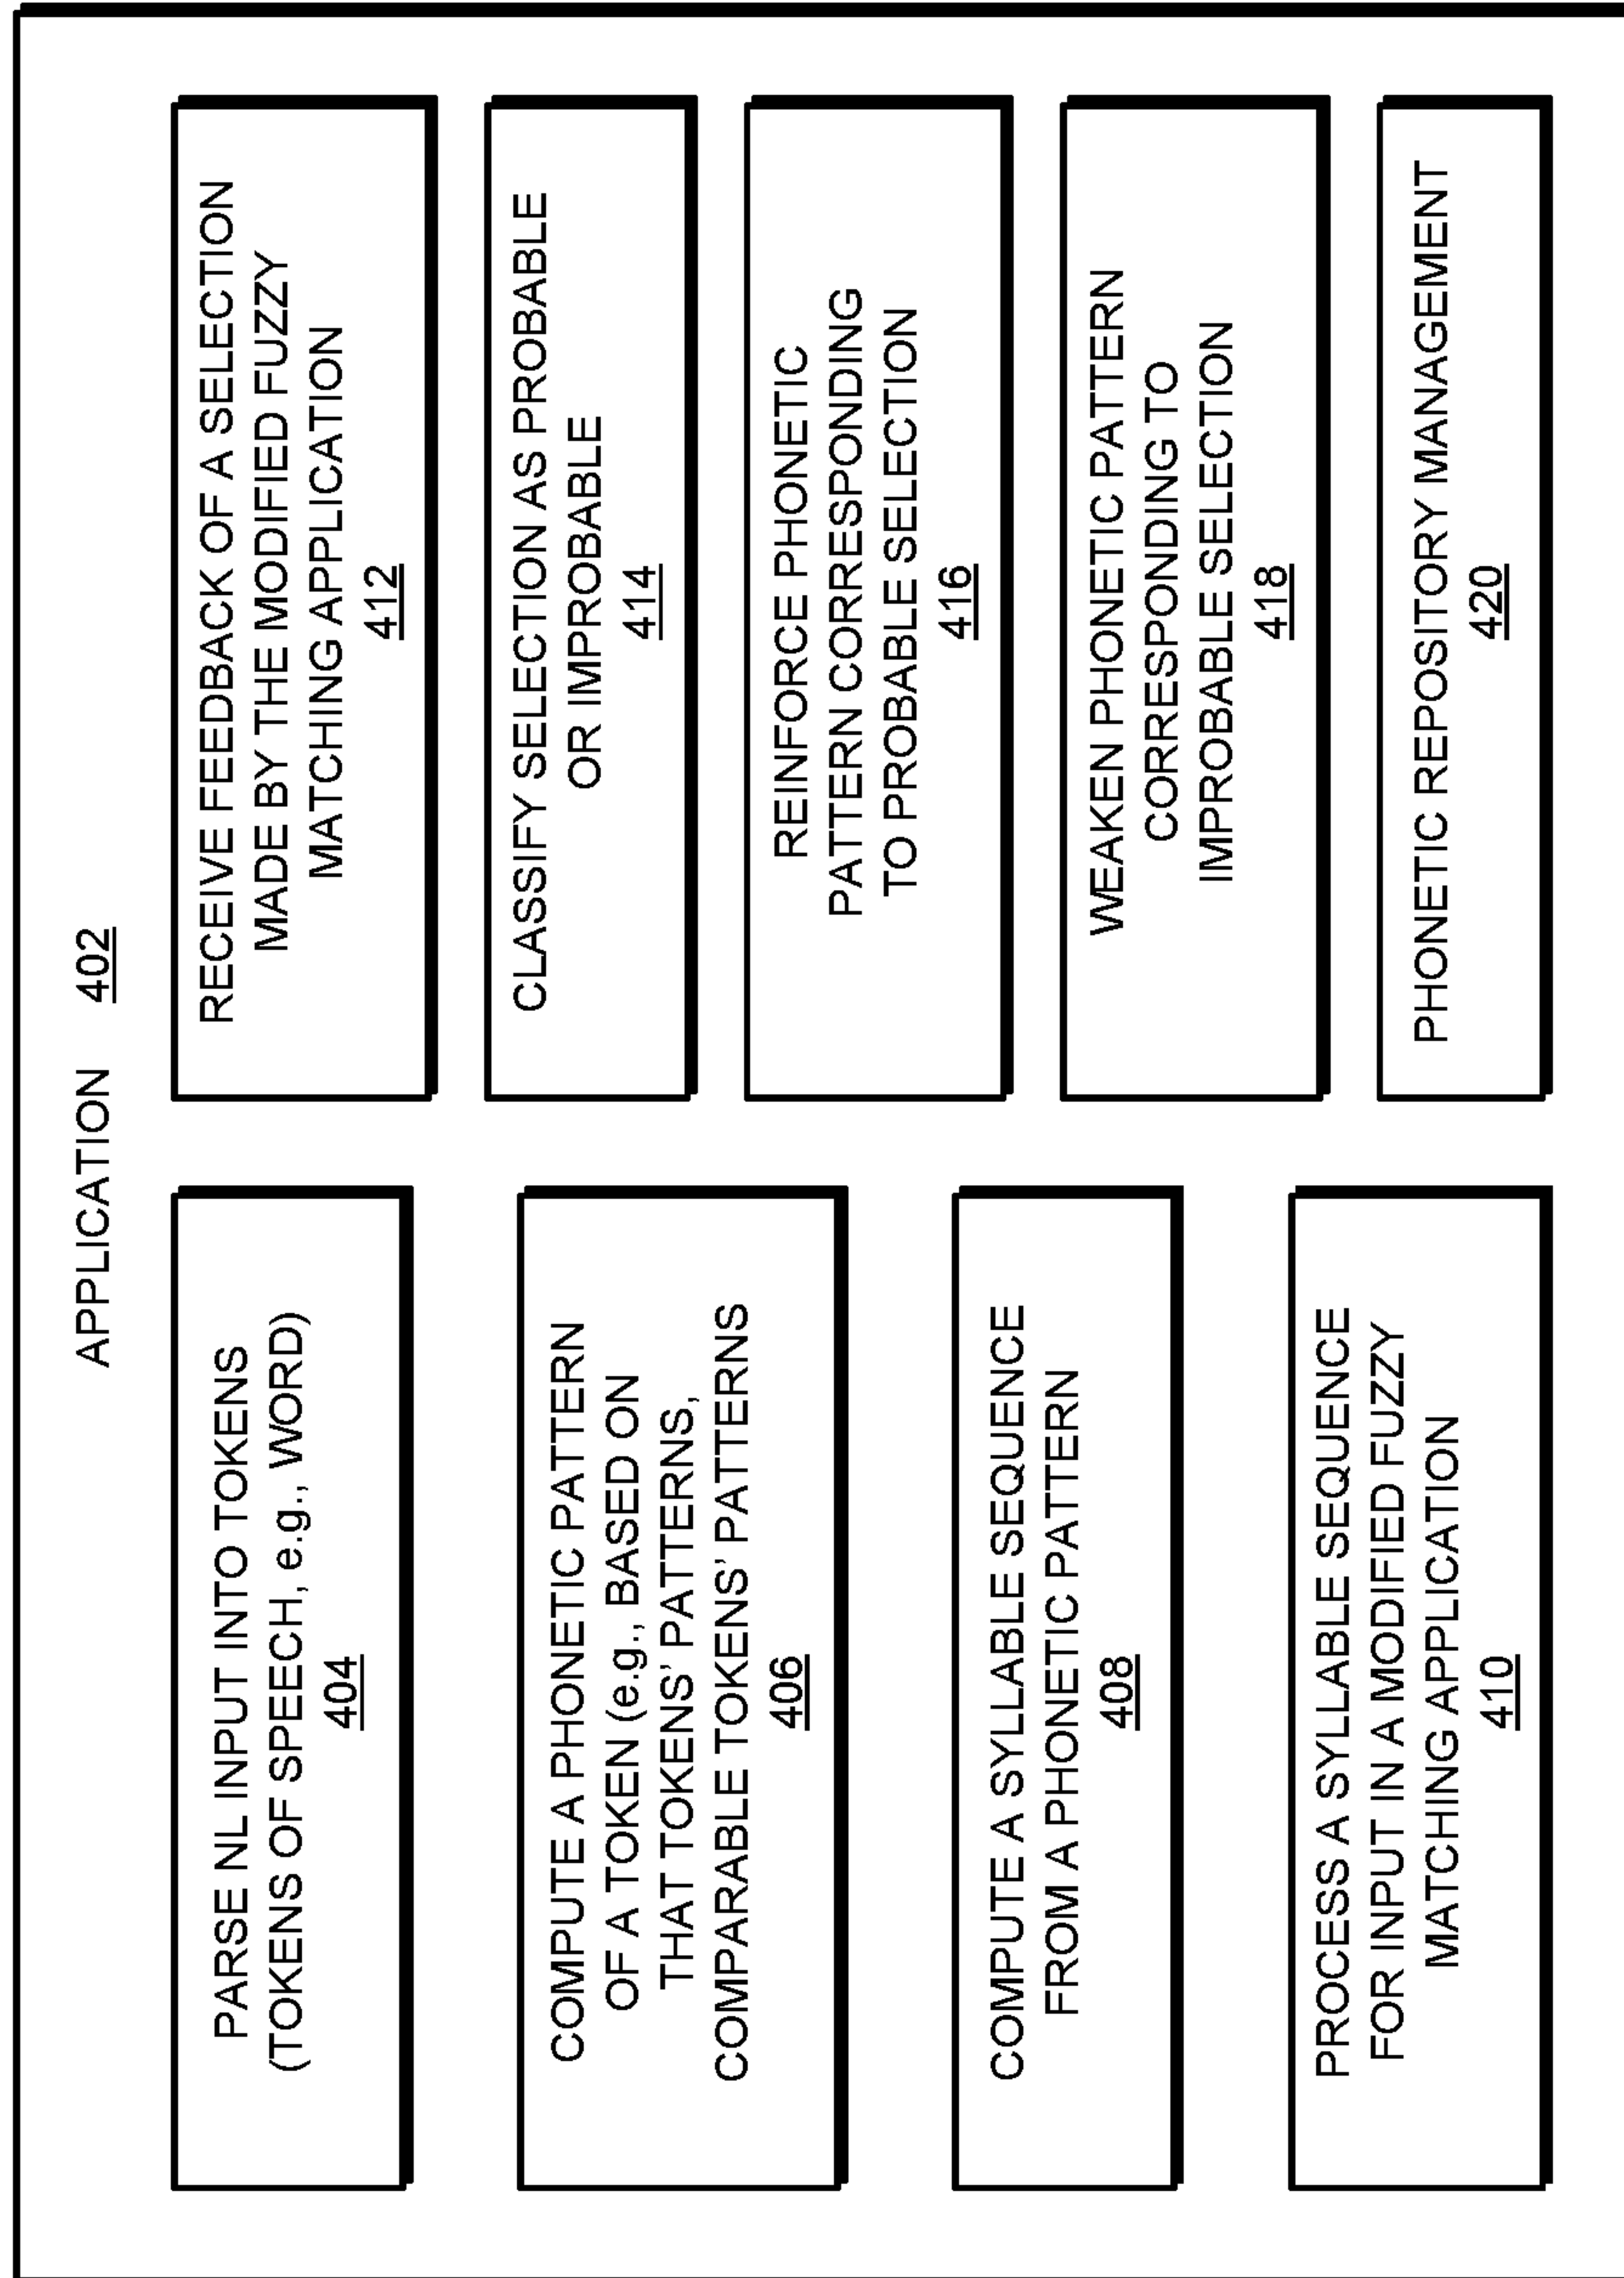 APPLICATION 402
PARSE NL INPUT INTO TOKENS
(TOKENS OF SPEECH, e.g., WORD)
404
COMPUTE A PHONETIC PATTERN
OF A TOKEN (e.g., BASED ON
THAT TOKENS’ PATTERNS,
COMPARABLE TOKENS’ PATTERNS
406
COMPUTE A SYLLABLE SEQUENCE
FROM A PHONETIC PATTERN
408
PROCESS A SYLLABLE SEQUENCE
FOR INPUT IN A MODIFIED FUZZY
MATCHING APPLICATION
410
RECEIVE FEEDBACK OF A SELECTION
MADE BY THE MODIFIED FUZZY
MATCHING APPLICATION
412
CLASSIFY SELECTION AS PROBABLE
OR IMPROBABLE
414
REINFORCE PHONETIC
PATTERN CORRESPONDING
TO PROBABLE SELECTION
416
WEAKEN PHONETIC PATTERN
CORRESPONDING TO
IMPROBABLE SELECTION
418
PHONETIC REPOSITORY MANAGEMENT
420